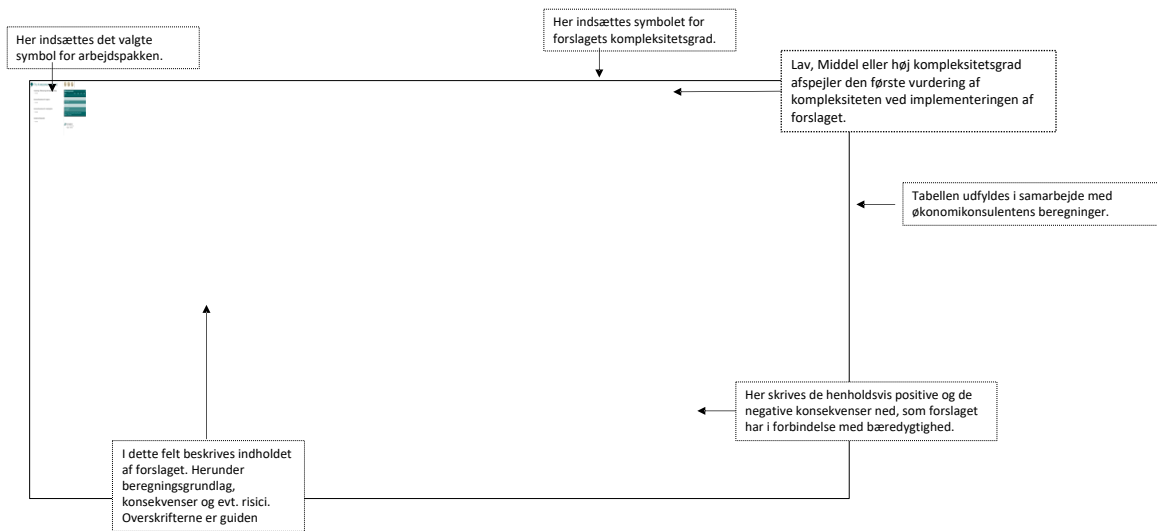 Her indsættes det valgte
symbol for arbejdspakken.
Her indsættes symbolet for
forslagets kompleksitetsgrad.
Lav, Middel eller høj kompleksitetsgrad
afspejler den første vurdering af
kompleksiteten ved implementeringen af
forslaget.
Tabellen udfyldes i samarbejde med
økonomikonsulentens beregninger.
Her skrives de henholdsvis positive og de
negative konsekvenser ned, som forslaget
har i forbindelse med bæredygtighed.
I dette felt beskrives indholdet
af forslaget. Herunder
beregningsgrundlag,
konsekvenser og evt. risici.
Overskrifterne er guiden